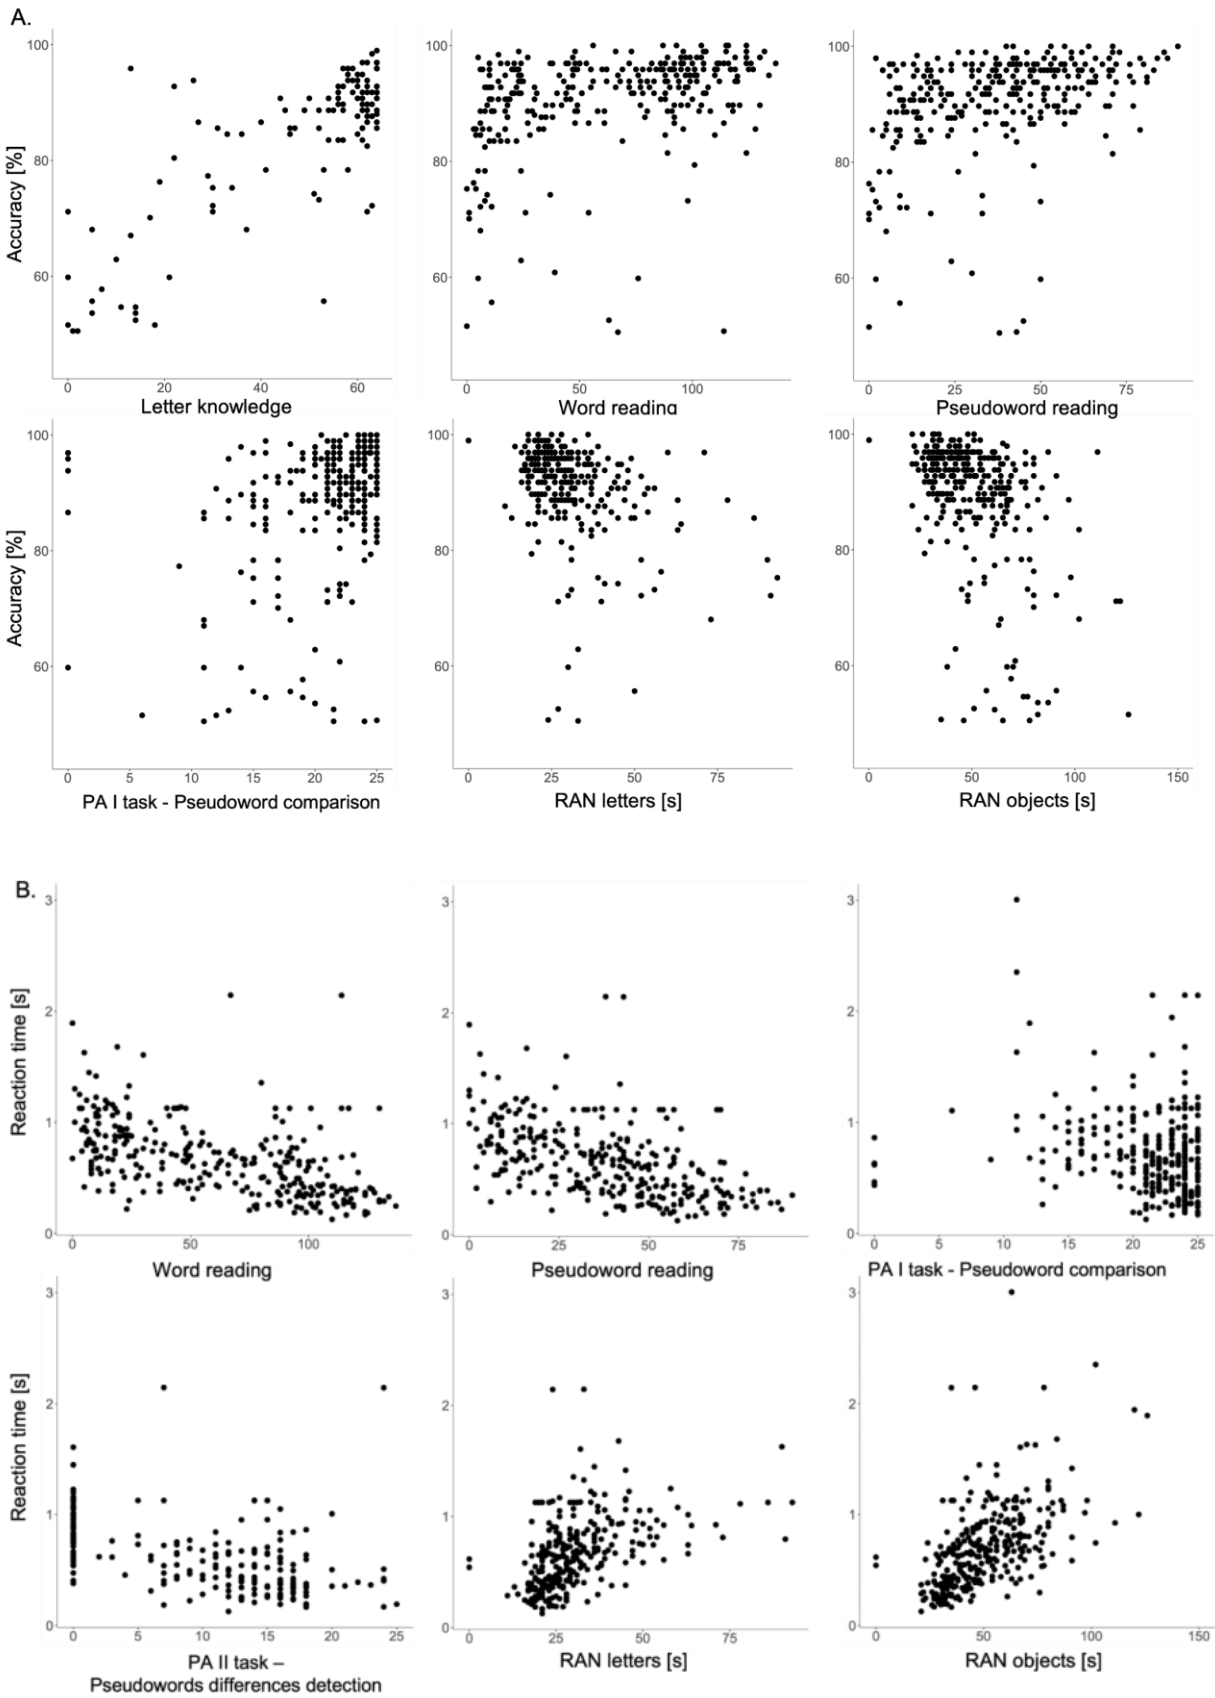 A.
100
80
60
Accuracy [%]
0 20 40 60
Letter knowledge
100
80
60
0 50 100
Word reading
100
80
60
0 25 50 75
Pseudoword reading
100
80
60
Accuracy [%]
0 5 10 15 20 25
PA I task - Pseudoword comparison
100
80
60
0 25 50 75
RAN letters [s]
100
80
60
0 50 100 150
RAN objects [s]
B.
3
2
1
0
Reaction time [s]
0 50 100
Word reading
3
2
1
0
0 25 50 75
Pseudoword reading
3
2
1
0
0 5 10 15 20 25
PA I task - Pseudoword comparison
3
2
1
0
Reaction time [s]
0 5 10 15 20 25
PA II task –
Pseudowords differences detection
3
2
1
0
0 25 50 75
RAN letters [s]
3
2
1
0
0 50 100 150
RAN objects [s]